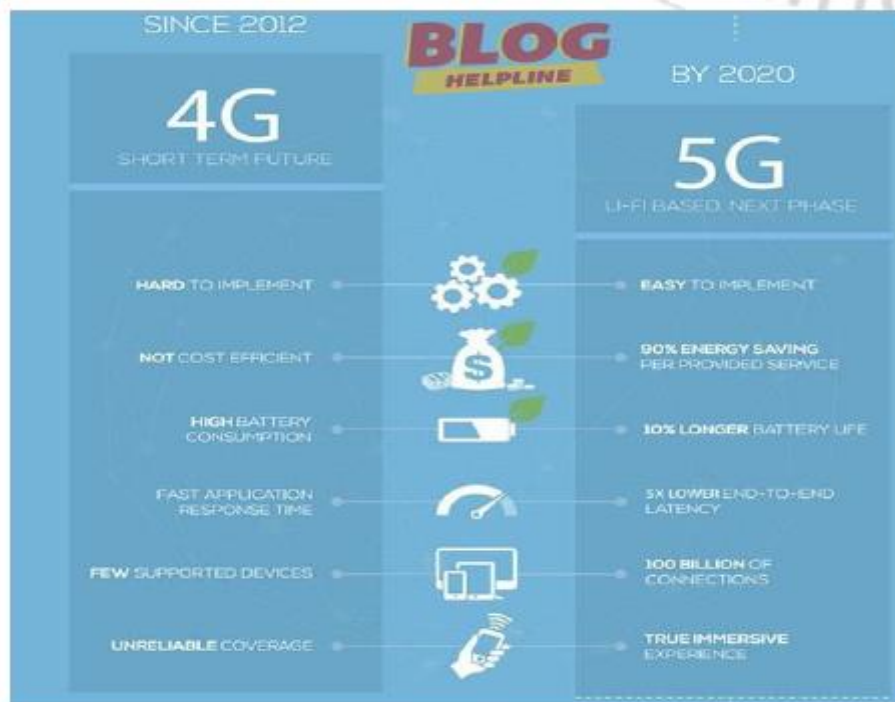 SINCE 2012
BLOG
HELPLINE
BY 2020
4G
SHORT TERM FUTURE
5G
LI-FI BASED, NEXT PHASE
HARD TO IMPLEMENT
EASY TO IMPLEMENT
NOT COST EFFICIENT
$
90% ENERGY SAVING
PER PROVIDED SERVICE
HIGH BATTERY
CONSUMPTION
10% LONGER BATTERY LIFE
FAST APPLICATION
RESPONSE TIME
5X LOWER END-TO-END
LATENCY
FEW SUPPORTED DEVICES
100 BILLION OF
CONNECTIONS
UNRELIABLE COVERAGE
TRUE IMMERSIVE
EXPERIENCE